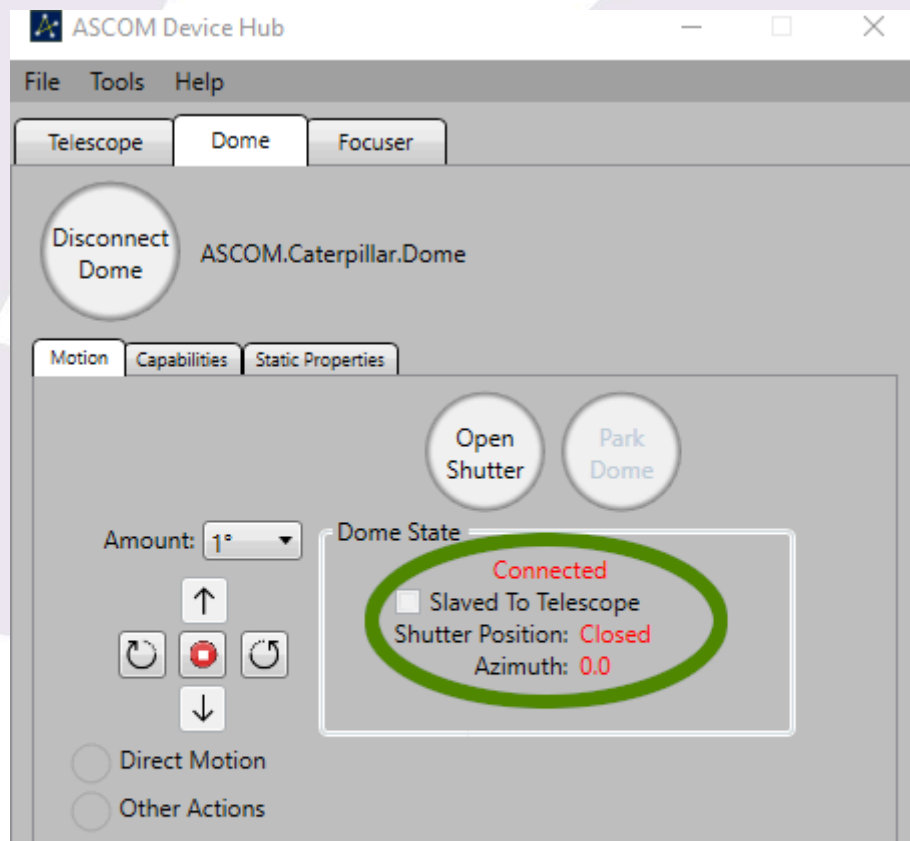 ASCOM Device Hub
File Tools Help
Telescope Dome Focuser
Disconnect
Dome
ASCOM.Caterpillar.Dome
Motion Capabilities Static Properties
Open
Shutter
Park
Dome
Amount: 1°
Dome State
Connected
Slaved To Telescope
Shutter Position: Closed
Azimuth: 0.0
Direct Motion
Other Actions